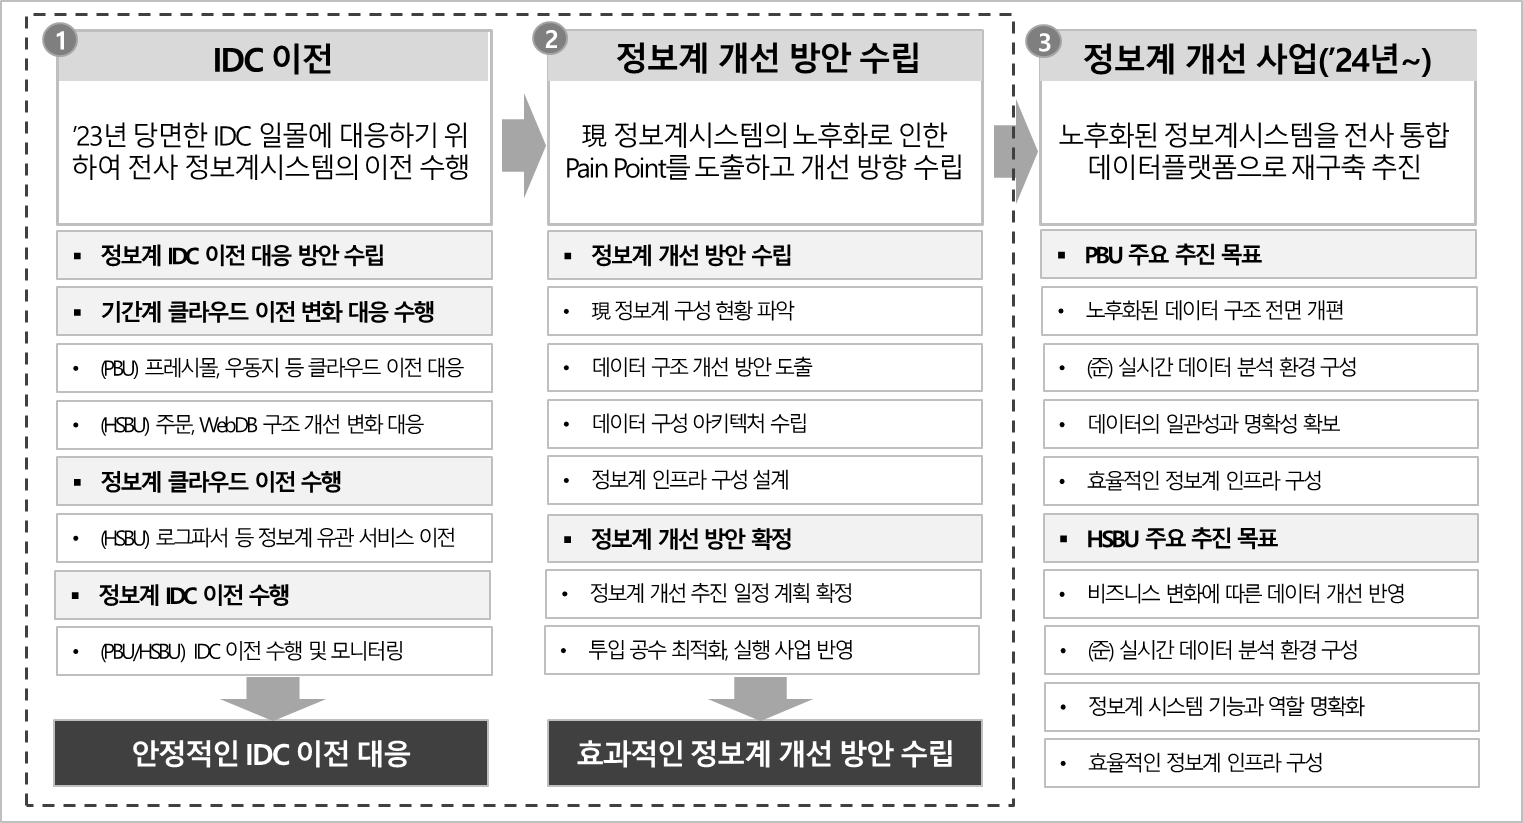 1
IDC 이전
’23년 당면한 IDC 일몰에 대응하기 위
하여 전사 정보계시스템의 이전 수행
▪ 정보계 IDC 이전 대응 방안 수립
▪ 기간계 클라우드 이전 변화 대응 수행
• (PBU) 프레시몰, 우동지 등 클라우드 이전 대응
• (HSBU) 주문, WebDB 구조 개선 변화 대응
▪ 정보계 클라우드 이전 수행
• (HSBU) 로그파서 등 정보계 유관 서비스 이전
▪ 정보계 IDC 이전 수행
• (PBU/HSBU) IDC 이전 수행 및 모니터링
안정적인 IDC 이전 대응
2
정보계 개선 방안 수립
現 정보계시스템의 노후화로 인한
Pain Point를 도출하고 개선 방향 수립
▪ 정보계 개선 방안 수립
• 現 정보계 구성 현황 파악
• 데이터 구조 개선 방안 도출
• 데이터 구성 아키텍처 수립
• 정보계 인프라 구성 설계
▪ 정보계 개선 방안 확정
• 정보계 개선 추진 일정 계획 확정
• 투입 공수 최적화, 실행 사업 반영
효과적인 정보계 개선 방안 수립
3
정보계 개선 사업(’24년~)
노후화된 정보계시스템을 전사 통합
데이터플랫폼으로 재구축 추진
▪ PBU 주요 추진 목표
• 노후화된 데이터 구조 전면 개편
• (準) 실시간 데이터 분석 환경 구성
• 데이터의 일관성과 명확성 확보
• 효율적인 정보계 인프라 구성
▪ HSBU 주요 추진 목표
• 비즈니스 변화에 따른 데이터 개선 반영
• (準) 실시간 데이터 분석 환경 구성
• 정보계 시스템 기능과 역할 명확화
• 효율적인 정보계 인프라 구성